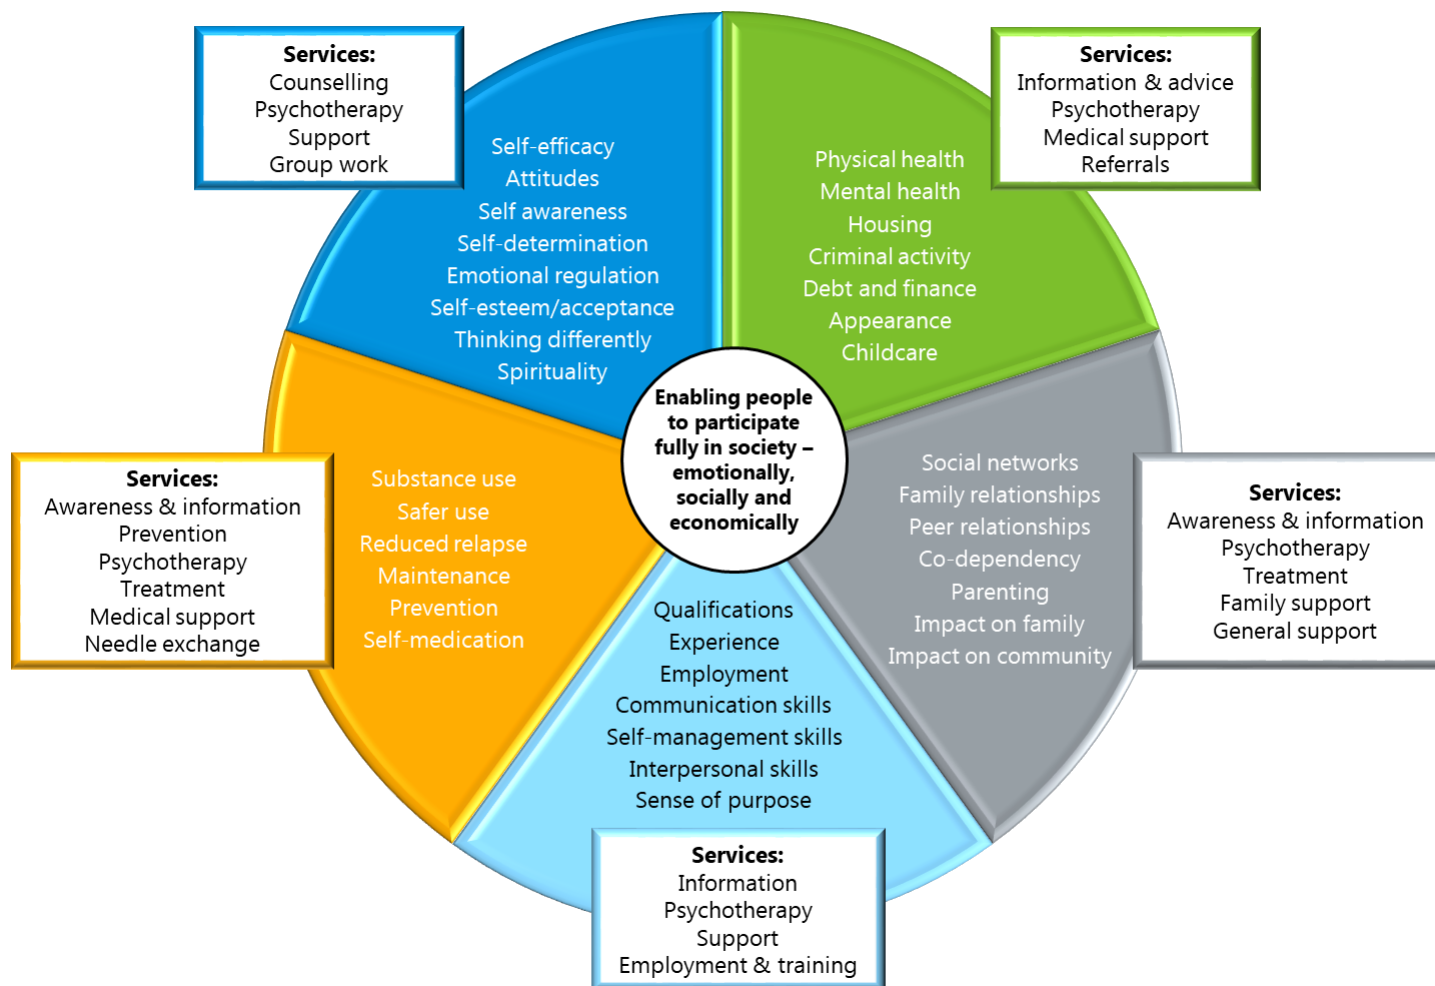 Services:
Counselling
Psychotherapy
Support
Group work
Self-efficacy
Attitudes
Self awareness
Self-determination
Emotional regulation
Self-esteem/acceptance
Thinking differently
Spirituality
Services:
Information & advice
Psychotherapy
Medical support
Referrals
Physical health
Mental health
Housing
Criminal activity
Debt and finance
Appearance
Childcare
Enabling people
to participate
fully in society –
emotionally,
socially and
economically
Services:
Awareness & information
Prevention
Psychotherapy
Treatment
Medical support
Needle exchange
Substance use
Safer use
Reduced relapse
Maintenance
Prevention
Self-medication
Social networks
Family relationships
Peer relationships
Co-dependency
Parenting
Impact on family
Impact on community
Services:
Awareness & information
Psychotherapy
Treatment
Family support
General support
Qualifications
Experience
Employment
Communication skills
Self-management skills
Interpersonal skills
Sense of purpose
Services:
Information
Psychotherapy
Support
Employment & training